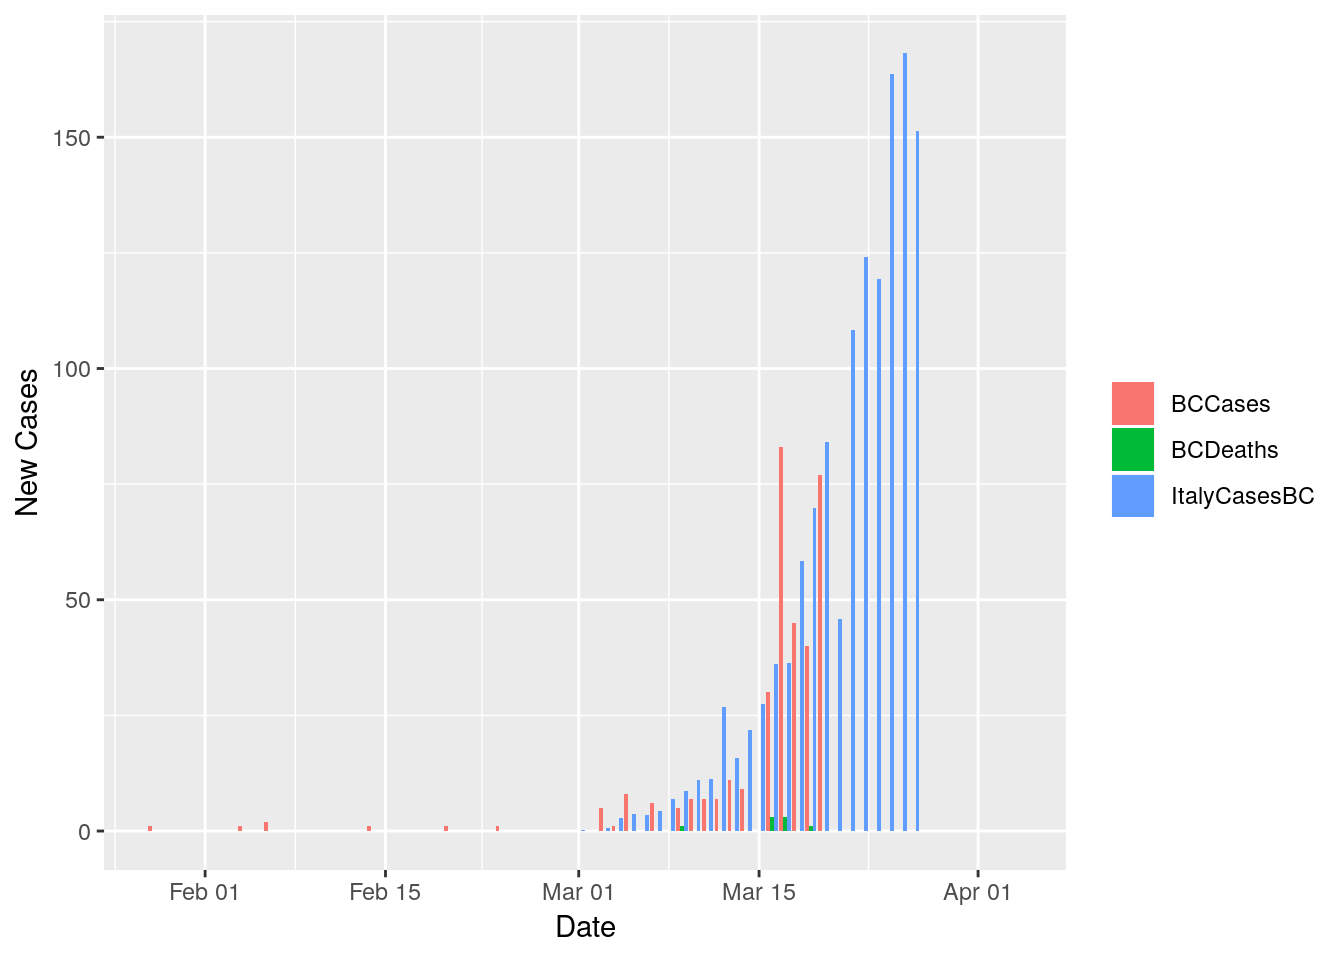 150
100
50
0
New Cases
Feb 01
Feb 15
Mar 01
Mar 15
Apr 01
Date
BCCases
BCDeaths
ItalyCasesBC